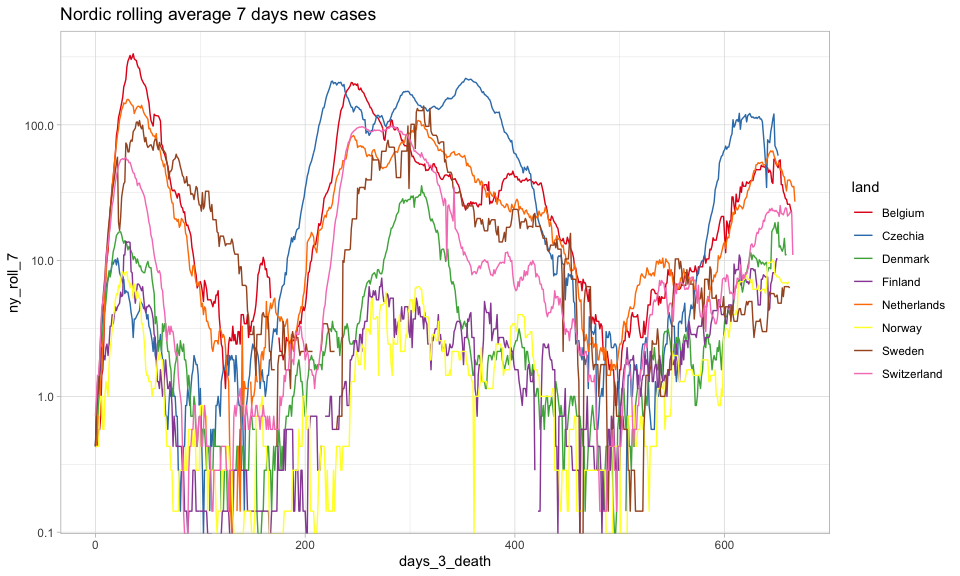 Nordic rolling average 7 days new cases
ny_roll_7
100.0
10.0
1.0
0.1
0
200
400
600
days_3_death
land
Belgium
Czechia
Denmark
Finland
Netherlands
Norway
Sweden
Switzerland